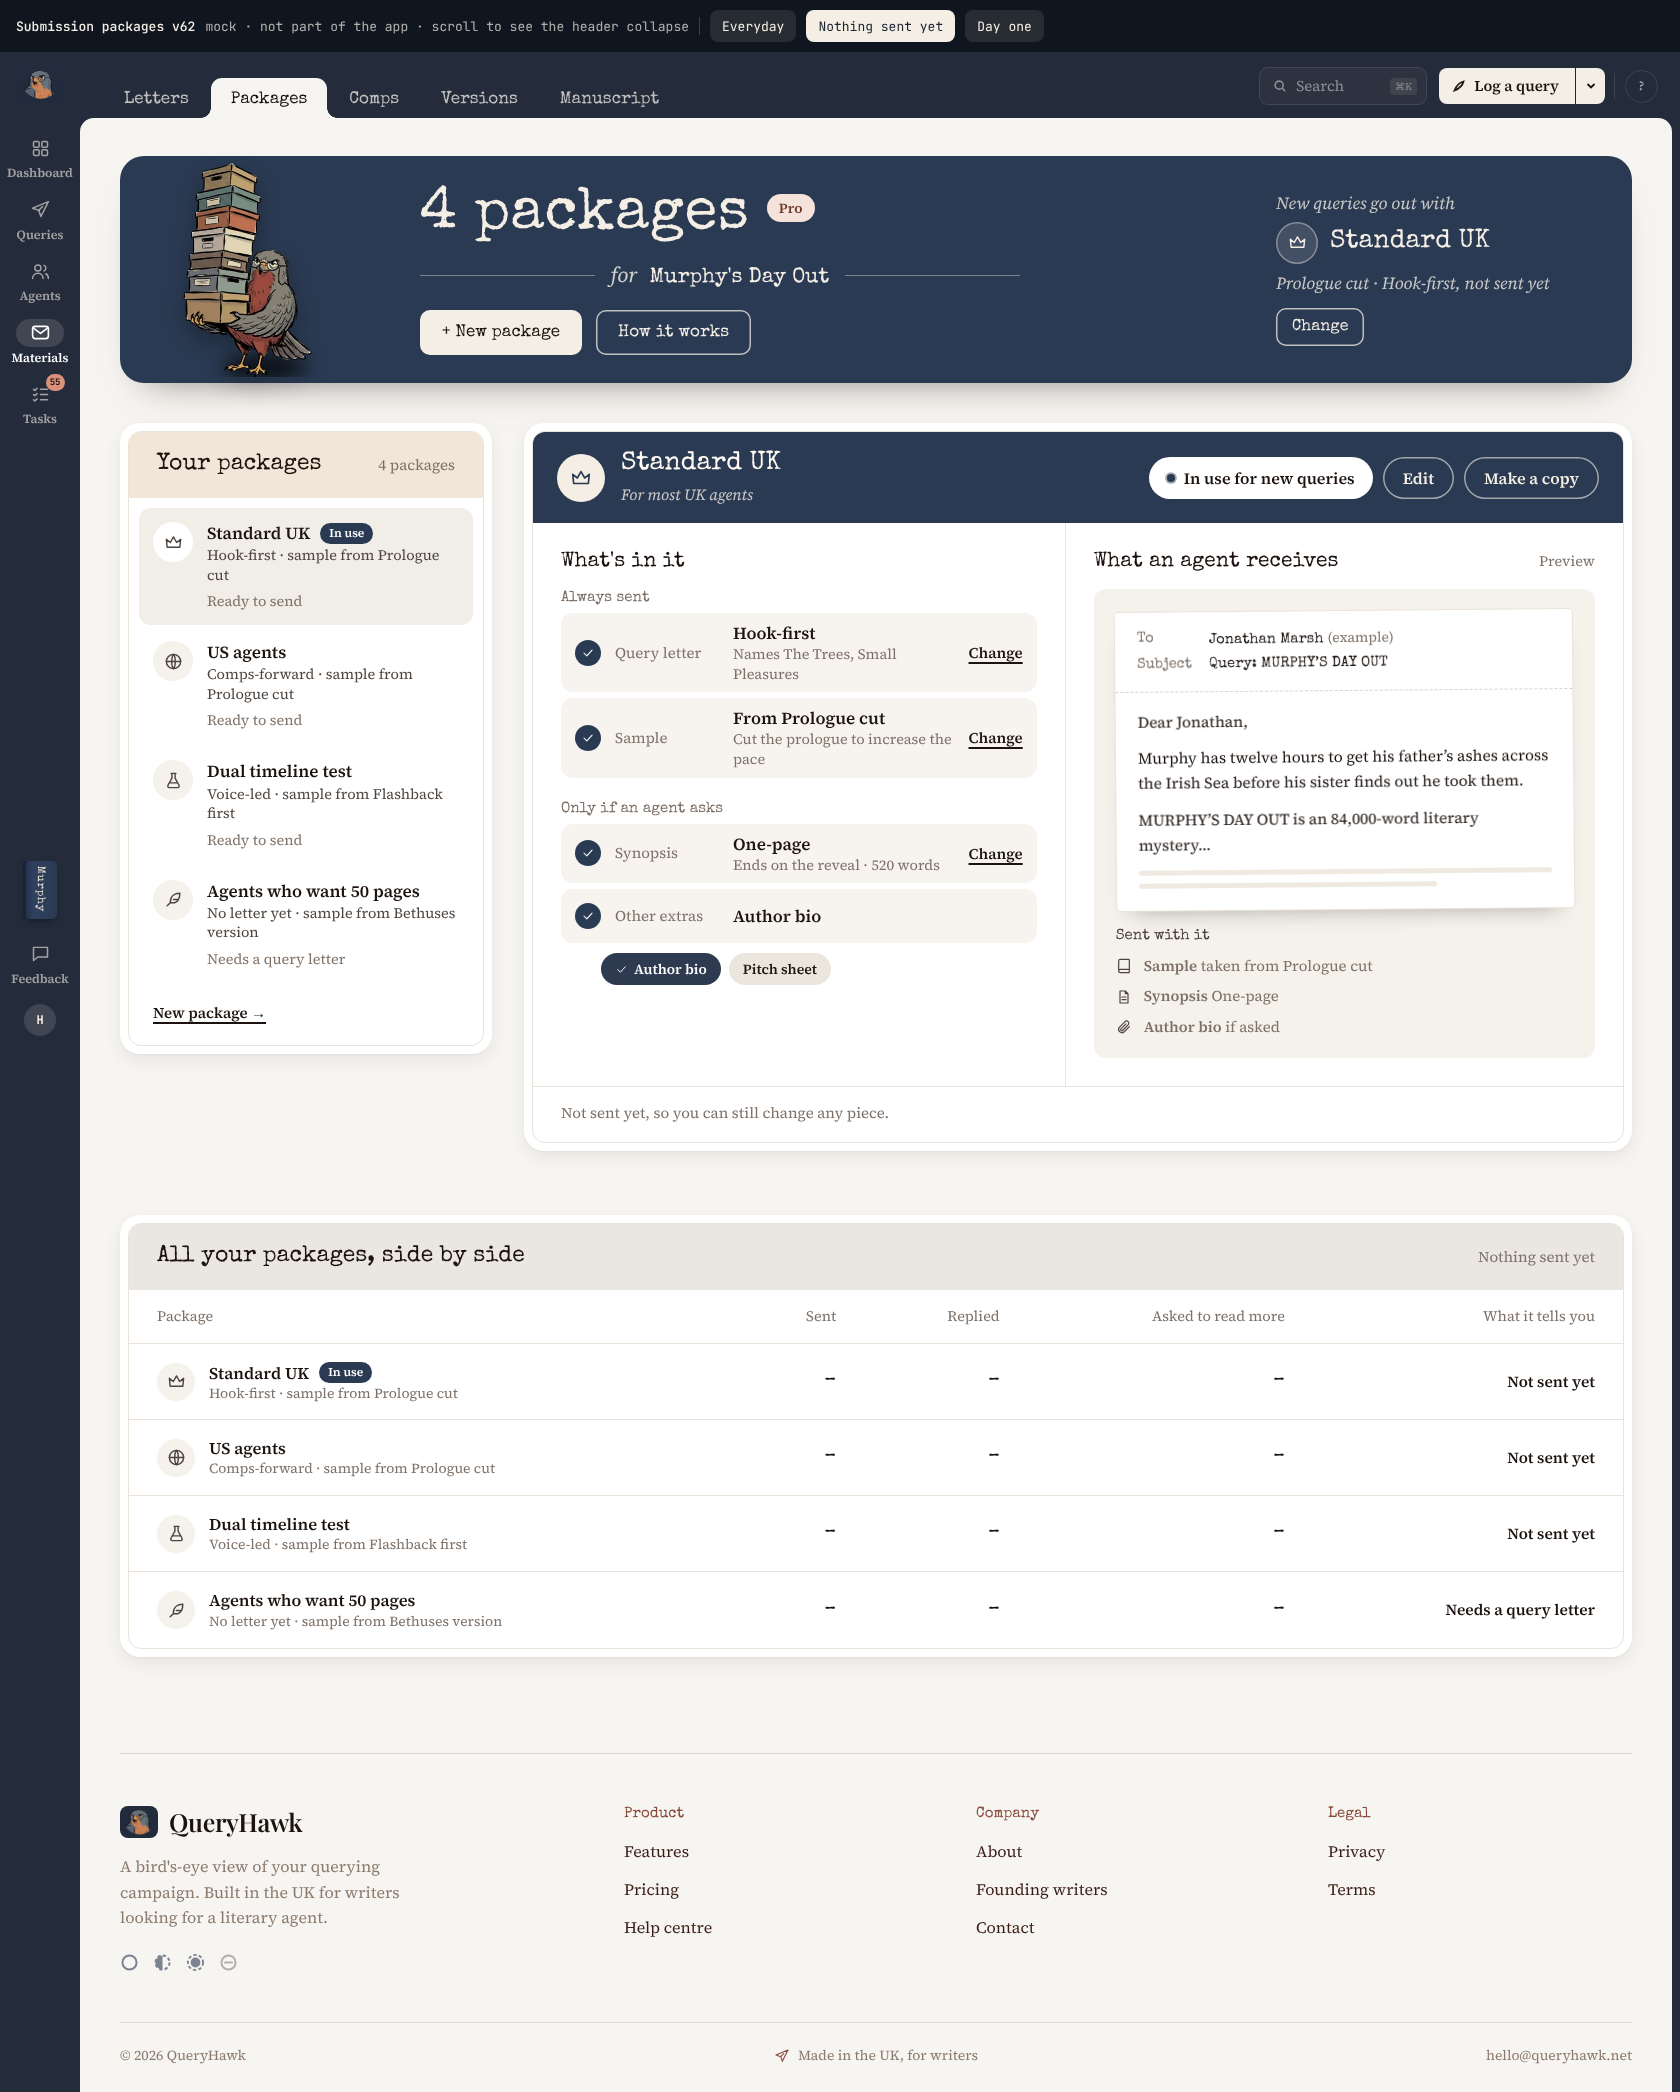 Submission packages v62 mock · not part of the app · scroll to see the header collapse Everyday Nothing sent yet Day one
Letters Packages Comps Versions Manuscript
Search ⌘K Log a query ?
Dashboard
Queries
Agents
Materials
55
Tasks
Murphy
Feedback
H
4 packages Pro
for Murphy's Day Out
+ New package How it works
New queries go out with
Standard UK
Prologue cut · Hook-first, not sent yet
Change
Your packages 4 packages
Standard UK In use
Hook-first · sample from Prologue
cut
Ready to send
US agents
Comps-forward · sample from
Prologue cut
Ready to send
Dual timeline test
Voice-led · sample from Flashback
first
Ready to send
Agents who want 50 pages
No letter yet · sample from Bethuses
version
Needs a query letter
New package →
Standard UK
For most UK agents
In use for new queries Edit Make a copy
What's in it
Always sent
Query letter
Hook-first
Names The Trees, Small
Pleasures
Change
Sample
From Prologue cut
Cut the prologue to increase the
pace
Change
Only if an agent asks
Synopsis
One-page
Ends on the reveal · 520 words
Change
Other extras Author bio
Author bio Pitch sheet
What an agent receives Preview
To Jonathan Marsh (example)
Subject Query: MURPHY'S DAY OUT
Dear Jonathan,
Murphy has twelve hours to get his father’s ashes across
the Irish Sea before his sister finds out he took them.
MURPHY’S DAY OUT is an 84,000-word literary
mystery…
Sent with it
Sample taken from Prologue cut
Synopsis One-page
Author bio if asked
Not sent yet, so you can still change any piece.
All your packages, side by side Nothing sent yet
Package Sent Replied Asked to read more What it tells you
Standard UK In use
Hook-first · sample from Prologue cut
– – – Not sent yet
US agents
Comps-forward · sample from Prologue cut
– – – Not sent yet
Dual timeline test
Voice-led · sample from Flashback first
– – – Not sent yet
Agents who want 50 pages
No letter yet · sample from Bethuses version
– – – Needs a query letter
QueryHawk
A bird's-eye view of your querying
campaign. Built in the UK for writers
looking for a literary agent.
Product
Features
Pricing
Help centre
Company
About
Founding writers
Contact
Legal
Privacy
Terms
© 2026 QueryHawk Made in the UK, for writers hello@queryhawk.net